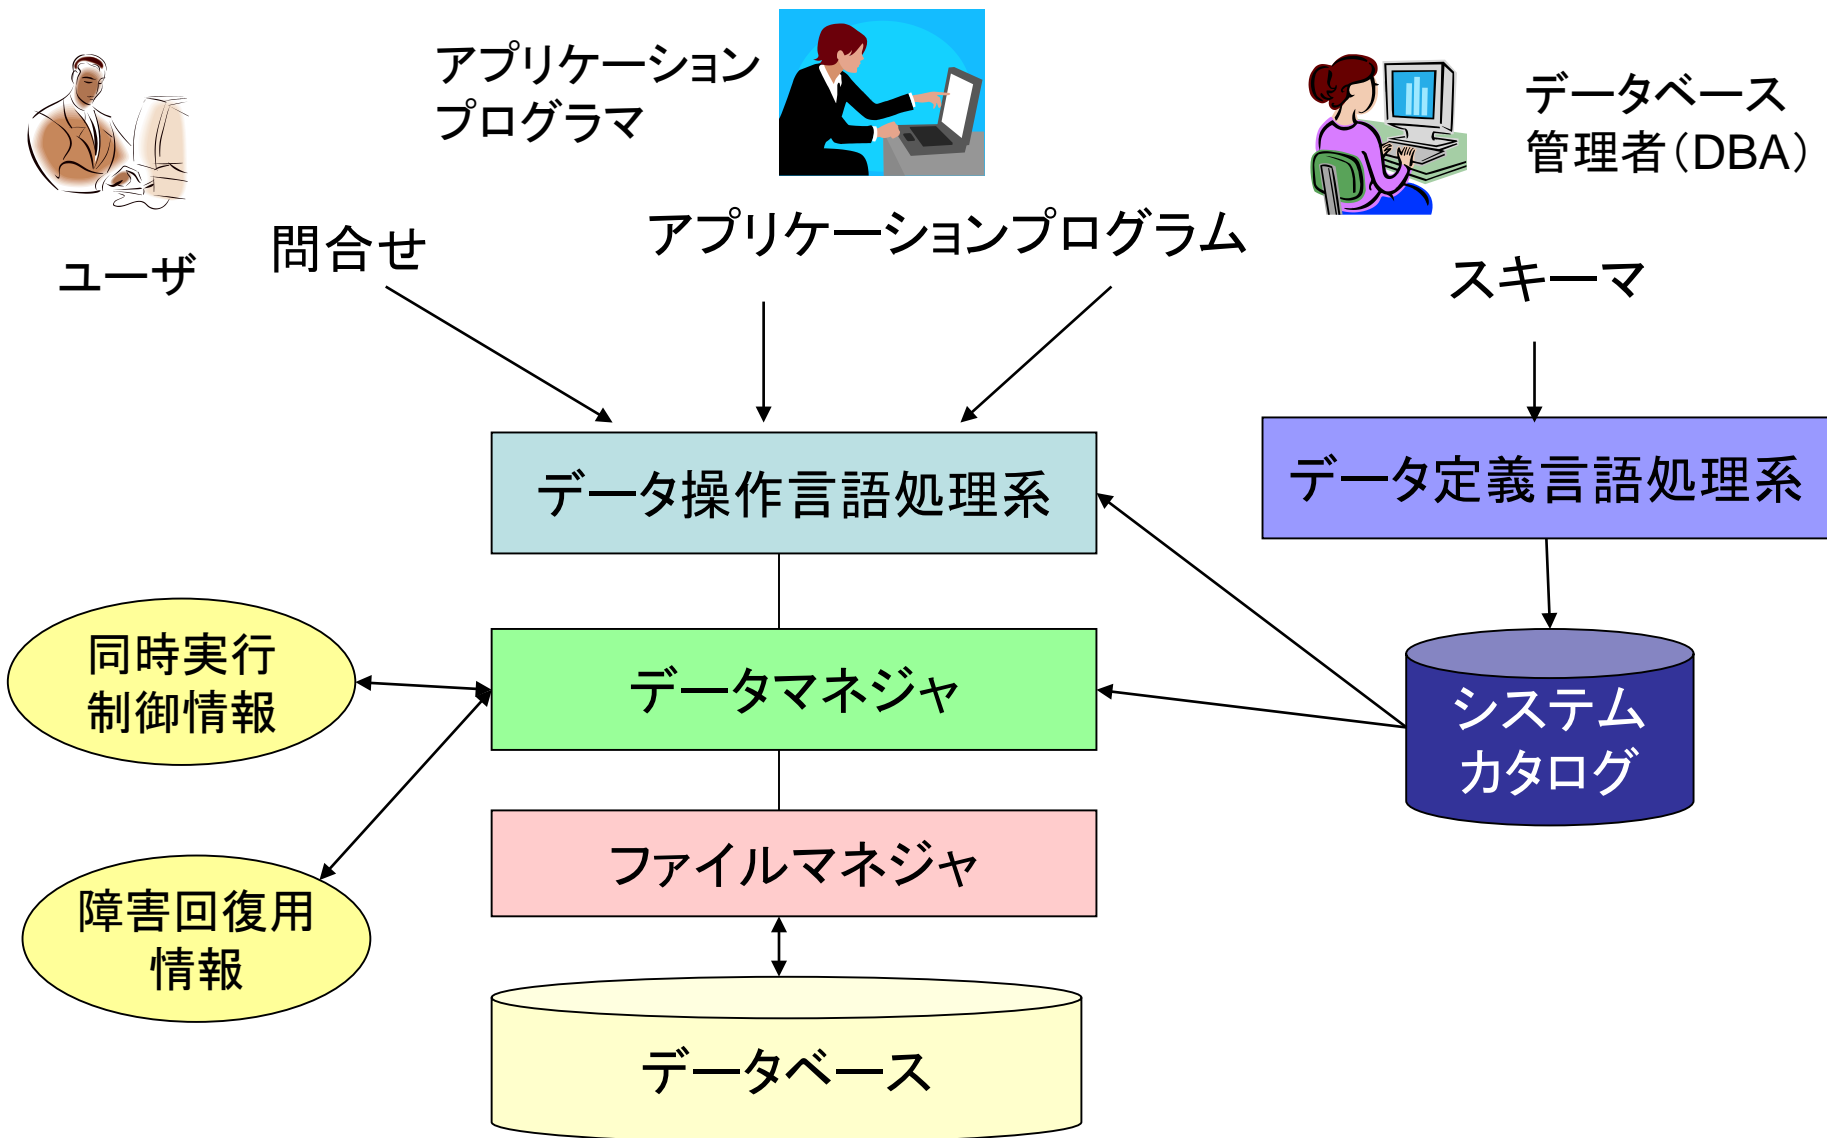 アプリケーション
プログラマ
データベース
管理者(DBA)
ユーザ
問合せ
アプリケーションプログラム
スキーマ
データ操作言語処理系
データ定義言語処理系
同時実行
制御情報
データマネジャ
システム
カタログ
ファイルマネジャ
障害回復用
情報
データベース